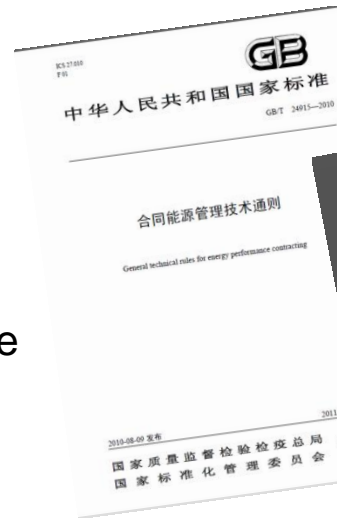 ICS 27.010
F 01
GB
中华人民共和国国家标准
GB/T 24915—2010
合同能源管理技术通则
General technical rules for energy performance contracting
e
2010-08-09 发布
2011
国家质量监督检验检疫总局
国家标准化管理委员会